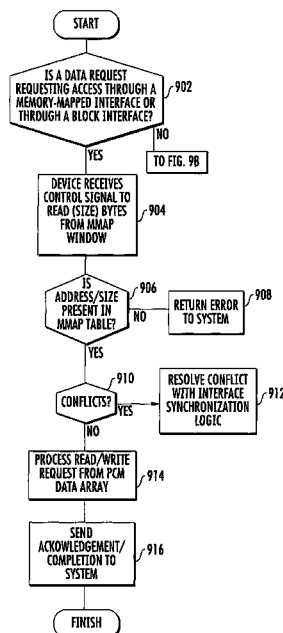 START
IS A DATA REQUEST
REQUESTING ACCESS THROUGH A
MEMORY-MAPPED INTERFACE OR
THROUGH A BLOCK INTERFACE?
902
NO
TO FIG. 9B
YES
DEVICE RECEIVES
CONTROL SIGNAL TO
READ (SIZE) BYTES
FROM MMAP
WINDOW
904
IS
ADDRESS/SIZE
PRESENT IN
MMAP TABLE?
906
NO
RETURN ERROR
TO SYSTEM
908
YES
910
CONFLICTS?
YES
RESOLVE CONFLICT
WITH INTERFACE
SYNCHRONIZATION
LOGIC
912
NO
PROCESS READ/WRITE
REQUEST FROM PCM
DATA ARRAY
914
SEND
ACKOWLEDGEMENT/
COMPLETION TO
SYSTEM
916
FINISH